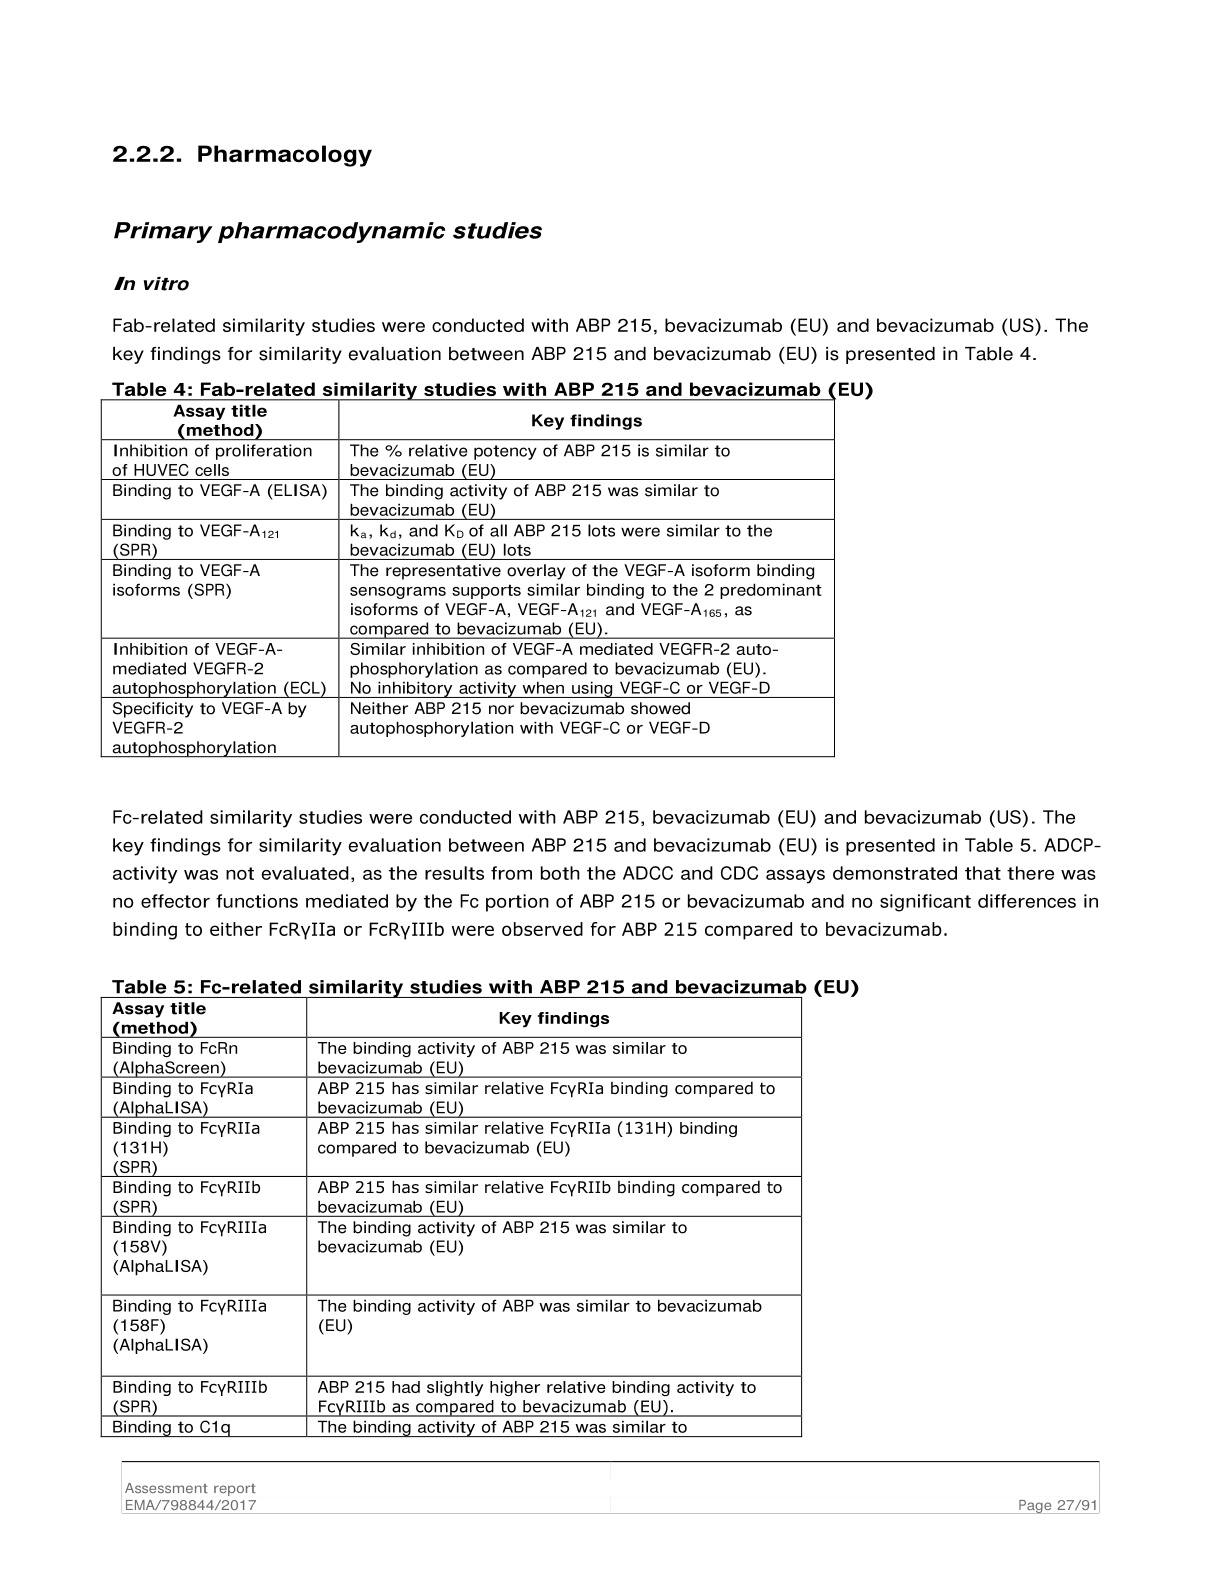 2.2.2. Pharmacology
Primary pharmacodynamic studies
In vitro
Fab-related similarity studies were conducted with ABP 215, bevacizumab (EU) and bevacizumab (US). The
key findings for similarity evaluation between ABP 215 and bevacizumab (EU) is presented in Table 4.
Table 4: Fab-related similarity studies with ABP 215 and bevacizumab (EU)
Assay title
(method)
Key findings
Inhibition of proliferation
of HUVEC cells
The % relative potency of ABP 215 is similar to
bevacizumab (EU)
Binding to VEGF-A (ELISA)
The binding activity of ABP 215 was similar to
bevacizumab (EU)
Binding to VEGF-A₁₂₁
(SPR)
kₐ, k_d, and K_D of all ABP 215 lots were similar to the
bevacizumab (EU) lots
Binding to VEGF-A
isoforms (SPR)
The representative overlay of the VEGF-A isoform binding
sensograms supports similar binding to the 2 predominant
isoforms of VEGF-A, VEGF-A₁₂₁ and VEGF-A₁₆₅, as
compared to bevacizumab (EU).
Inhibition of VEGF-A-
mediated VEGFR-2
autophosphorylation (ECL)
Similar inhibition of VEGF-A mediated VEGFR-2 auto-
phosphorylation as compared to bevacizumab (EU).
No inhibitory activity when using VEGF-C or VEGF-D
Specificity to VEGF-A by
VEGFR-2
autophosphorylation
Neither ABP 215 nor bevacizumab showed
autophosphorylation with VEGF-C or VEGF-D
Fc-related similarity studies were conducted with ABP 215, bevacizumab (EU) and bevacizumab (US). The
key findings for similarity evaluation between ABP 215 and bevacizumab (EU) is presented in Table 5. ADCP-
activity was not evaluated, as the results from both the ADCC and CDC assays demonstrated that there was
no effector functions mediated by the Fc portion of ABP 215 or bevacizumab and no significant differences in
binding to either FcRγIIa or FcRγIIIb were observed for ABP 215 compared to bevacizumab.
Table 5: Fc-related similarity studies with ABP 215 and bevacizumab (EU)
Assay title
(method)
Key findings
Binding to FcRn
(AlphaScreen)
The binding activity of ABP 215 was similar to
bevacizumab (EU)
Binding to FcγRIa
(AlphaLISA)
ABP 215 has similar relative FcγRIa binding compared to
bevacizumab (EU)
Binding to FcγRIIa
(131H)
(SPR)
ABP 215 has similar relative FcγRIIa (131H) binding
compared to bevacizumab (EU)
Binding to FcγRIIb
(SPR)
ABP 215 has similar relative FcγRIIb binding compared to
bevacizumab (EU)
Binding to FcγRIIIa
(158V)
(AlphaLISA)
The binding activity of ABP 215 was similar to
bevacizumab (EU)
Binding to FcγRIIIa
(158F)
(AlphaLISA)
The binding activity of ABP was similar to bevacizumab
(EU)
Binding to FcγRIIIb
(SPR)
ABP 215 had slightly higher relative binding activity to
FcγRIIIb as compared to bevacizumab (EU).
Binding to C1q
The binding activity of ABP 215 was similar to
Assessment report
EMA/798844/2017
Page 27/91